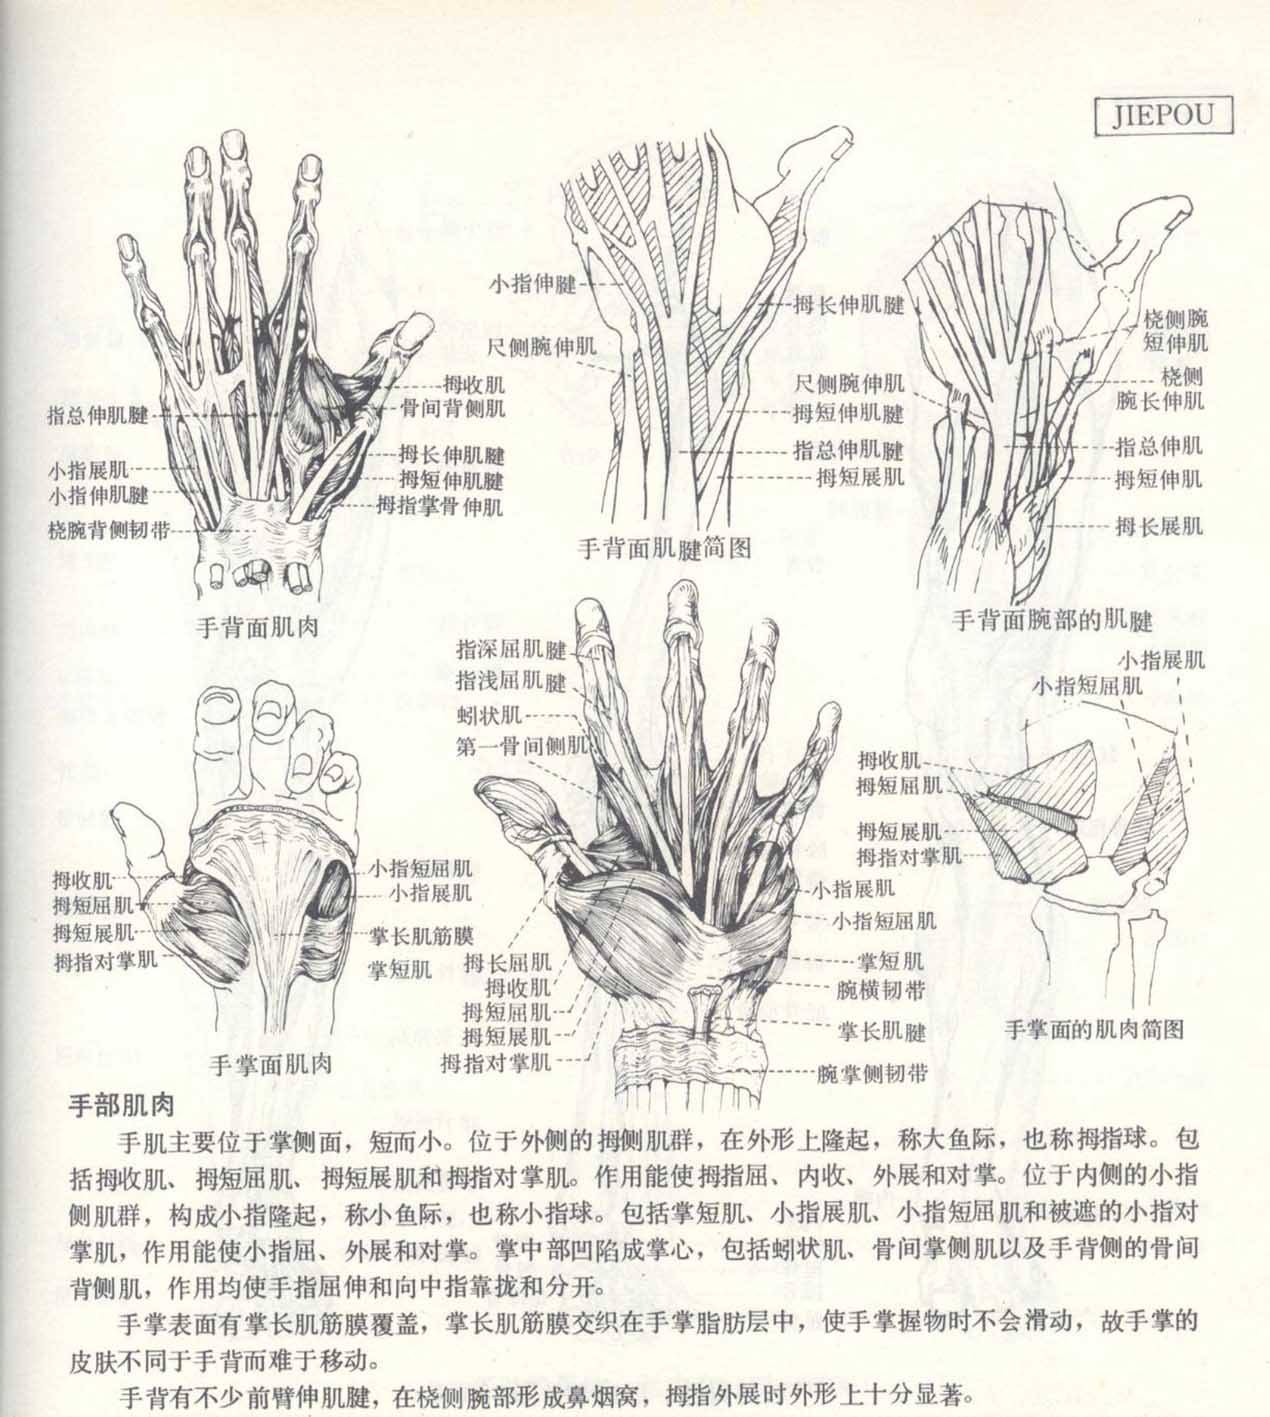 JIEPOU
指总伸肌腱
小指展肌
小指伸肌腱
桡腕背侧韧带
拇收肌
骨间背侧肌
拇长伸肌腱
拇短伸肌腱
拇指掌骨伸肌
手背面肌肉
小指伸腱
尺侧腕伸肌
拇长伸肌腱
拇短伸肌腱
指总伸肌腱
拇短展肌
手背面肌腱简图
尺侧腕伸肌
桡侧腕
短伸肌
桡侧
腕长伸肌
指总伸肌
拇短伸肌
拇长展肌
手背面腕部的肌腱
拇收肌
拇短屈肌
拇短展肌
拇指对掌肌
小指短屈肌
小指展肌
掌长肌筋膜
掌短肌
手掌面肌肉
指深屈肌腱
指浅屈肌腱
蚓状肌
第一骨间侧肌
拇长屈肌
拇收肌
拇短屈肌
拇短展肌
拇指对掌肌
小指展肌
小指短屈肌
掌短肌
腕横韧带
掌长肌腱
腕掌侧韧带
小指展肌
小指短屈肌
拇收肌
拇短屈肌
拇短展肌
拇指对掌肌
手掌面的肌肉简图
手部肌肉
手肌主要位于掌侧面，短而小。位于外侧的拇侧肌群，在外形上隆起，称大鱼际，也称拇指球。包
括拇收肌、拇短屈肌、拇短展肌和拇指对掌肌。作用能使拇指屈、内收、外展和对掌。位于内侧的小指
侧肌群，构成小指隆起，称小鱼际，也称小指球。包括掌短肌、小指展肌、小指短屈肌和被遮的小指对
掌肌，作用能使小指屈、外展和对掌。掌中部凹陷成掌心，包括蚓状肌、骨间掌侧肌以及手背侧的骨间
背侧肌，作用均使手指屈伸和向中指靠拢和分开。
手掌表面有掌长肌筋膜覆盖，掌长肌筋膜交织在手掌脂肪层中，使手掌握物时不会滑动，故手掌的
皮肤不同于手背而难于移动。
手背有不少前臂伸肌腱，在桡侧腕部形成鼻烟窝，拇指外展时外形上十分显著。